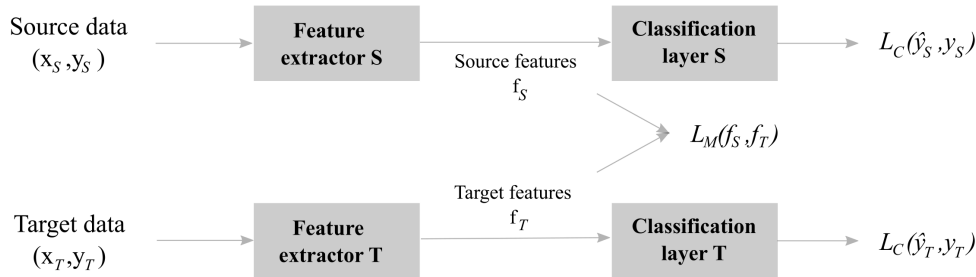 Source data
(x_S,y_S)
Feature
extractor S
Source features
f_S
Classification
layer S
L_C(ŷ_S,y_S)
L_M(f_S,f_T)
Target data
(x_T,y_T)
Feature
extractor T
Target features
f_T
Classification
layer T
L_C(ŷ_T,y_T)